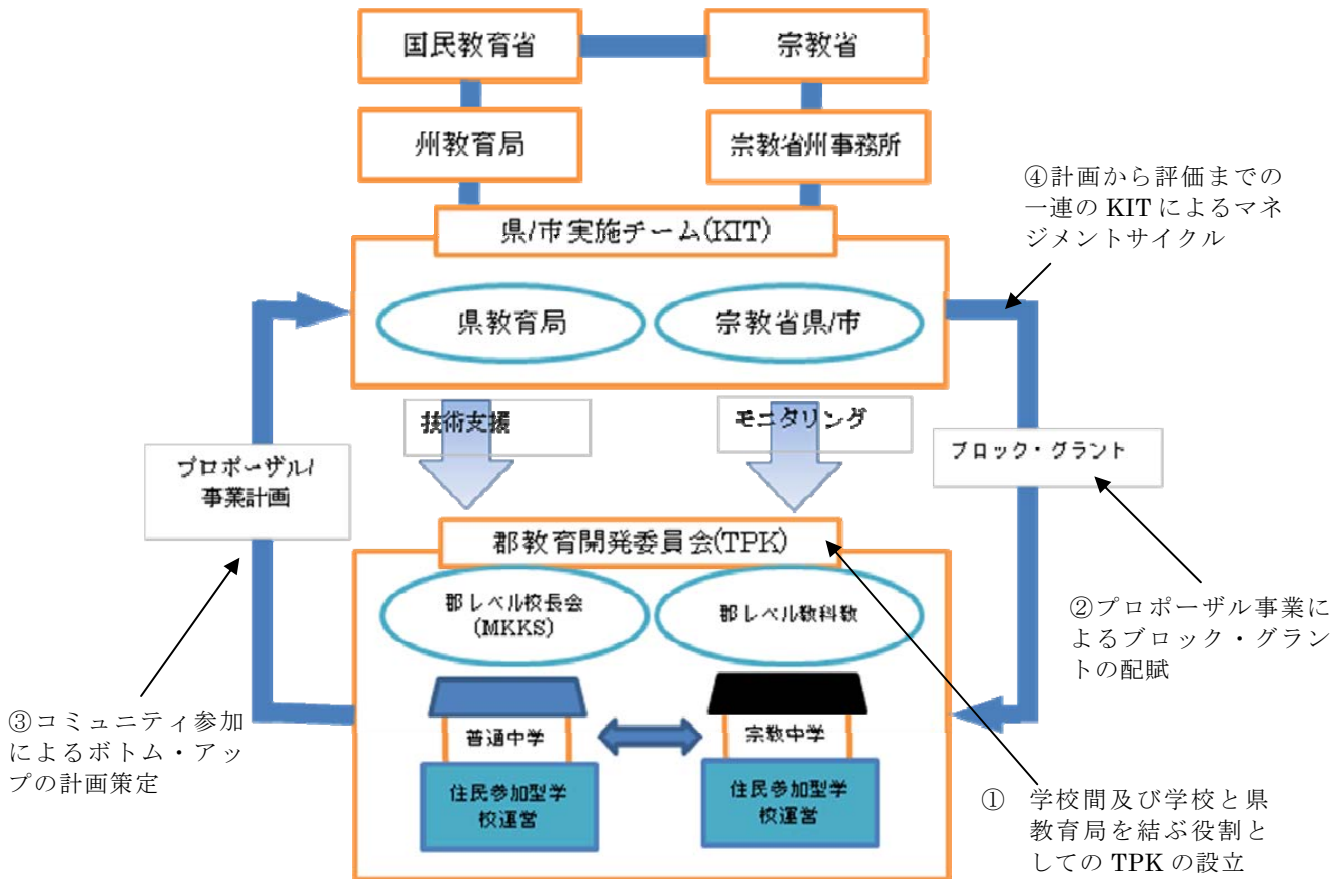 国民教育省
宗教省
州教育局
宗教省州事務所
④計画から評価までの
一連の KIT によるマネ
ジメントサイクル
県/市実施チーム(KIT)
県教育局
宗教省県/市
技術支援
モニタリング
プロポーザル/
事業計画
ブロック・グラント
郡教育開発委員会(TPK)
郡レベル校長会
(MKKS)
郡レベル数科数
②プロポーザル事業に
よるブロック・グラン
トの配賦
③コミュニティ参加
によるボトム・アッ
プの計画策定
普通中学
宗教中学
住民参加型学
校運営
住民参加型学
校運営
① 学校間及び学校と県
教育局を結ぶ役割と
しての TPK の設立